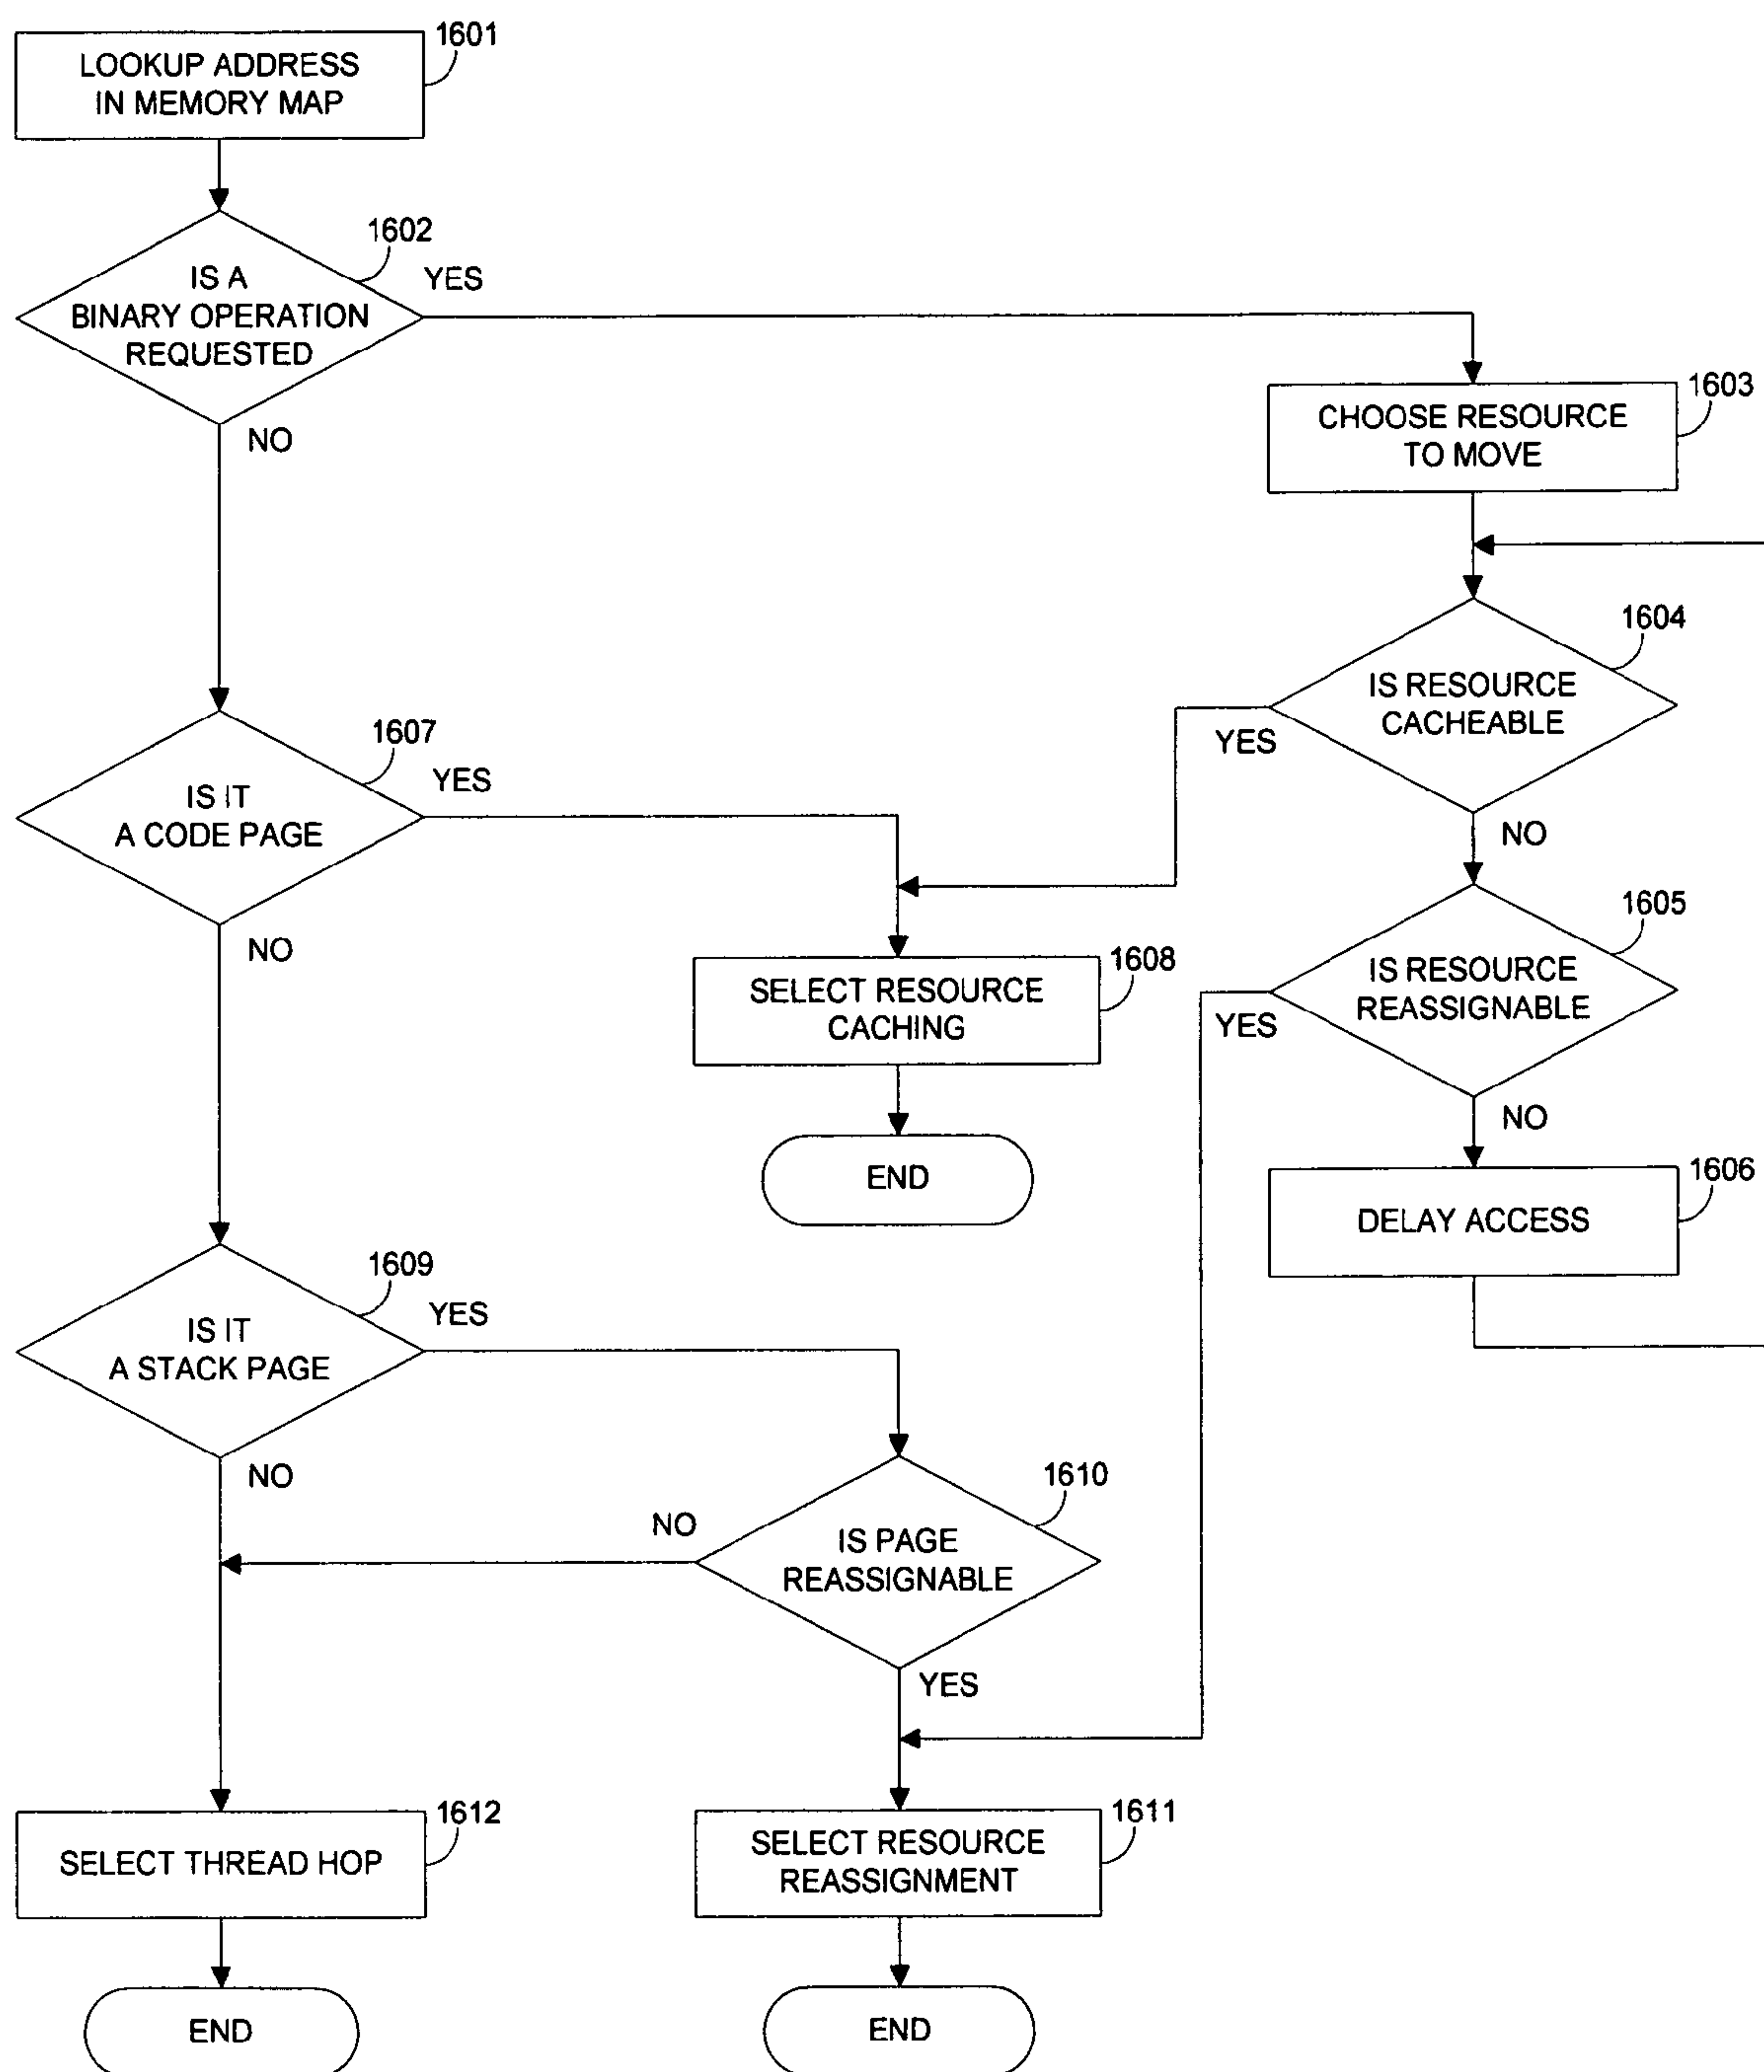 1601
LOOKUP ADDRESS
IN MEMORY MAP
1602
IS A
BINARY OPERATION
REQUESTED
YES
NO
1603
CHOOSE RESOURCE
TO MOVE
1604
IS RESOURCE
CACHEABLE
YES
NO
1607
IS IT
A CODE PAGE
YES
NO
1605
IS RESOURCE
REASSIGNABLE
YES
NO
1608
SELECT RESOURCE
CACHING
END
1606
DELAY ACCESS
1609
IS IT
A STACK PAGE
YES
NO
1610
IS PAGE
REASSIGNABLE
NO
YES
1612
SELECT THREAD HOP
END
1611
SELECT RESOURCE
REASSIGNMENT
END